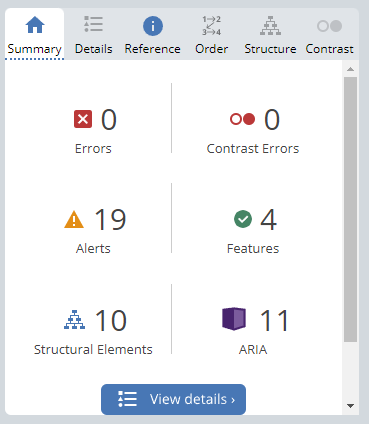 Summary Details Reference Order Structure Contrast
0 0
Errors Contrast Errors
19 4
Alerts Features
10 11
Structural Elements ARIA
View details ›